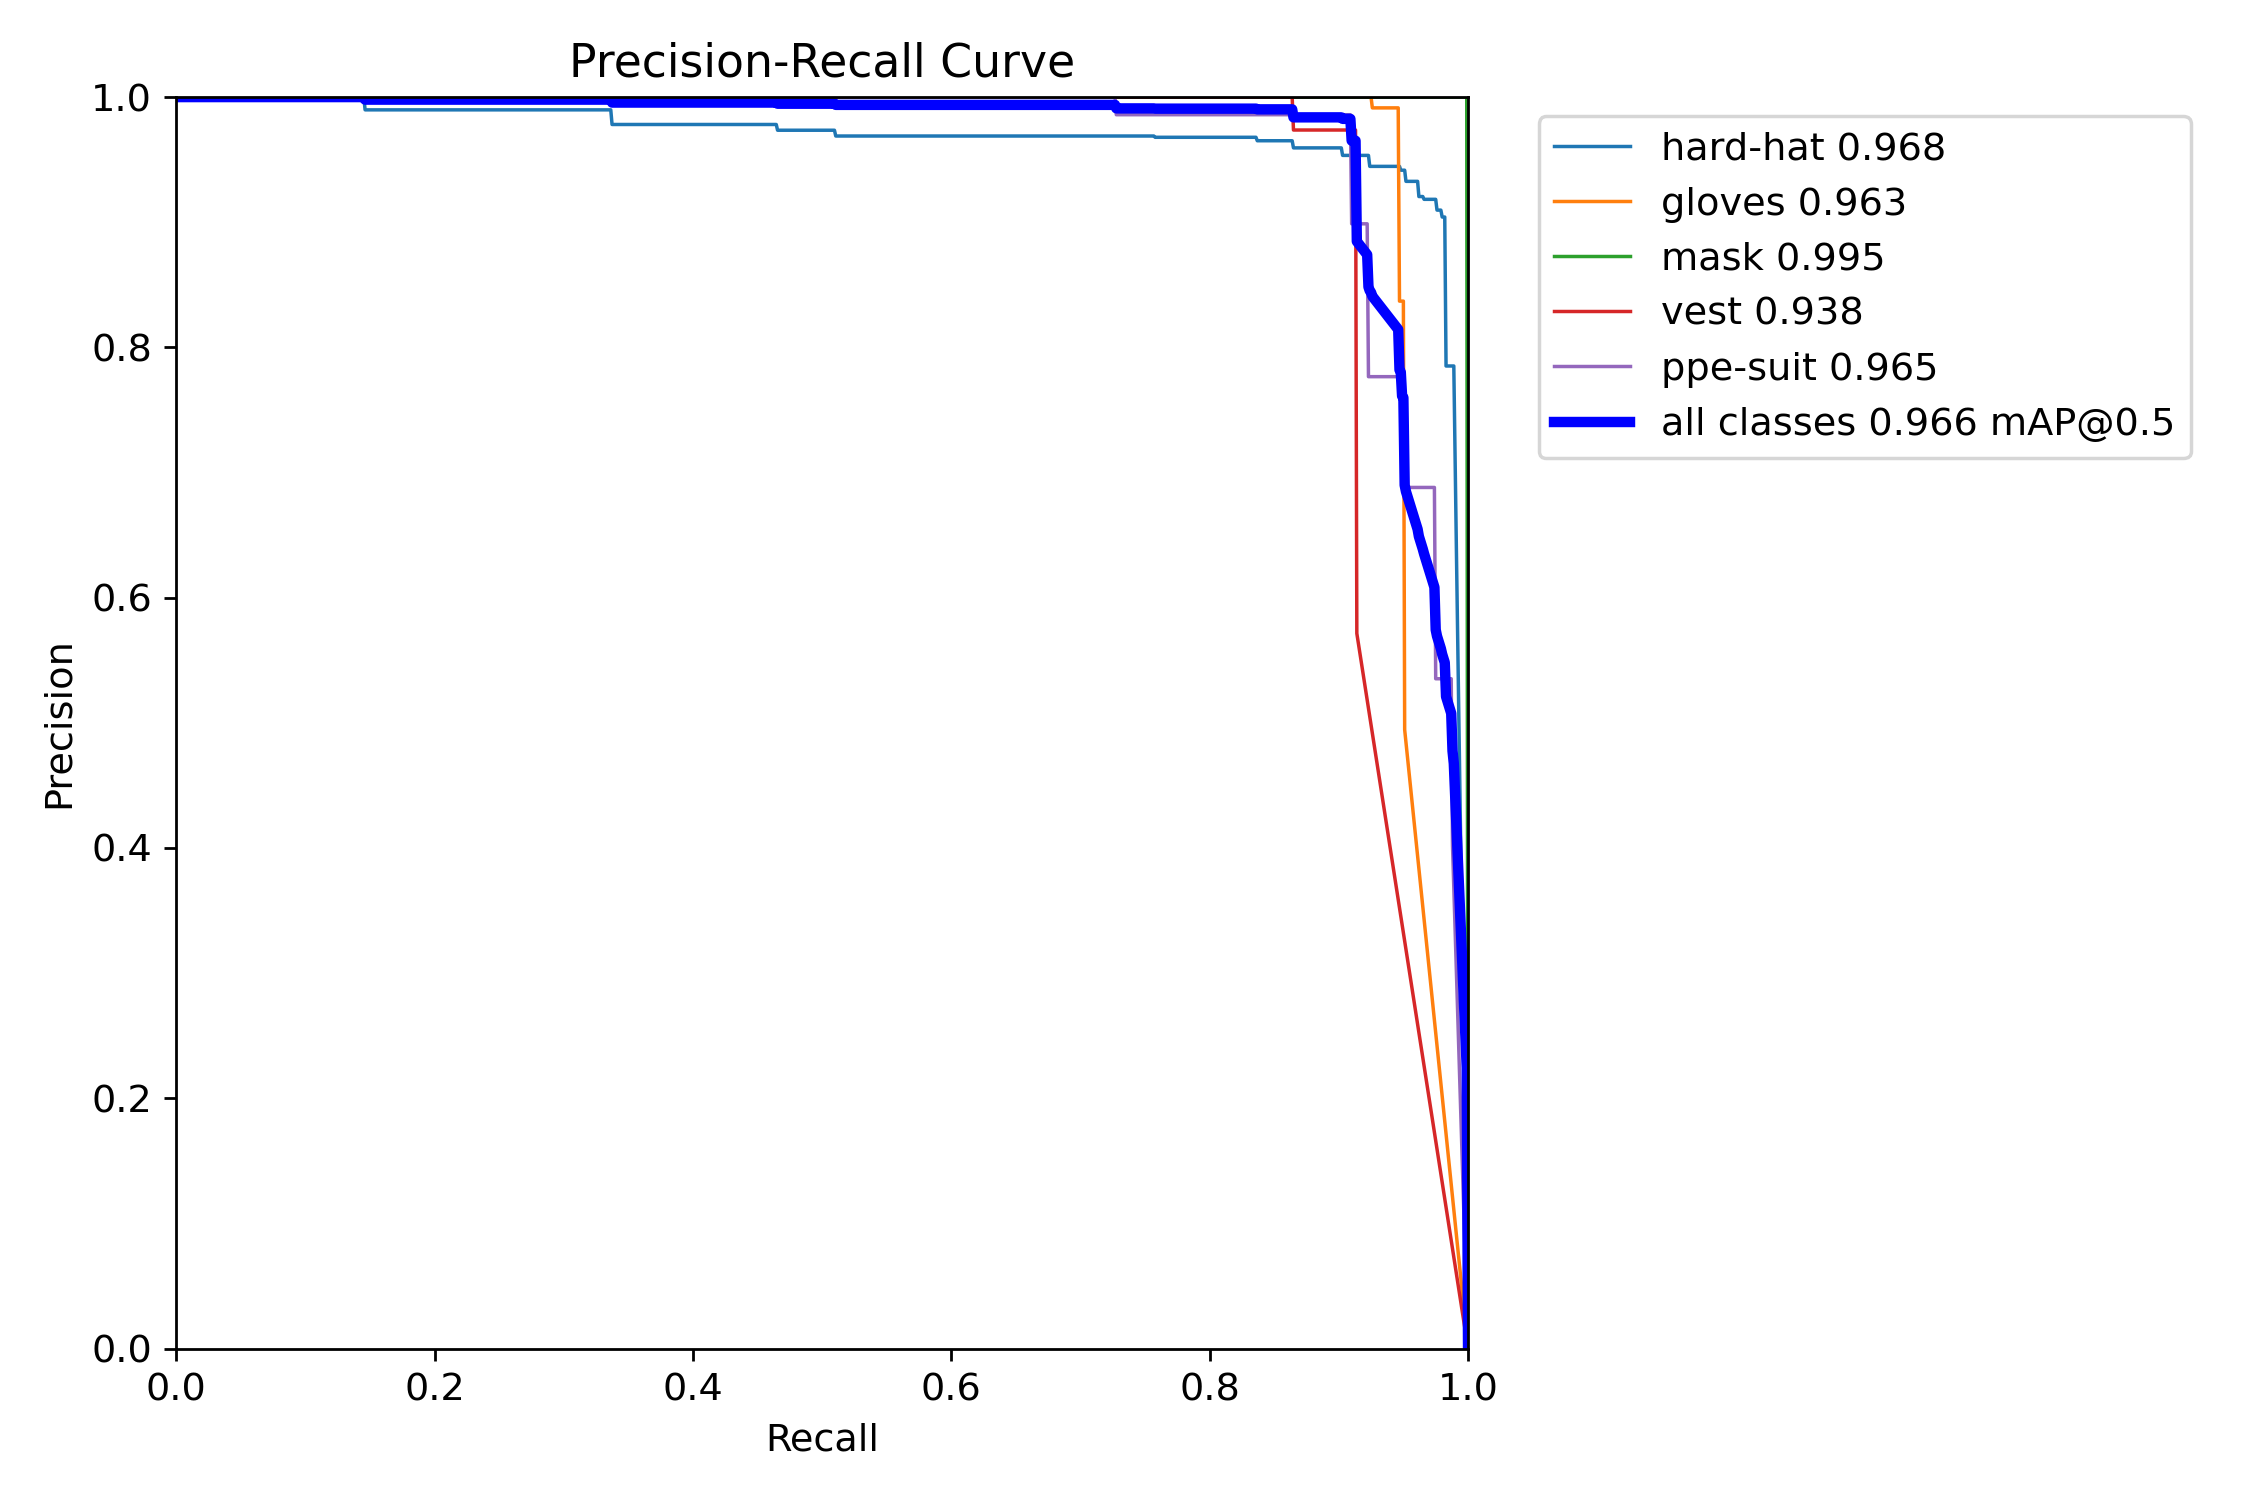 Precision-Recall Curve
1.0
0.8
0.6
0.4
0.2
0.0
Precision
0.0 0.2 0.4 0.6 0.8 1.0
Recall
hard-hat 0.968
gloves 0.963
mask 0.995
vest 0.938
ppe-suit 0.965
all classes 0.966 mAP@0.5